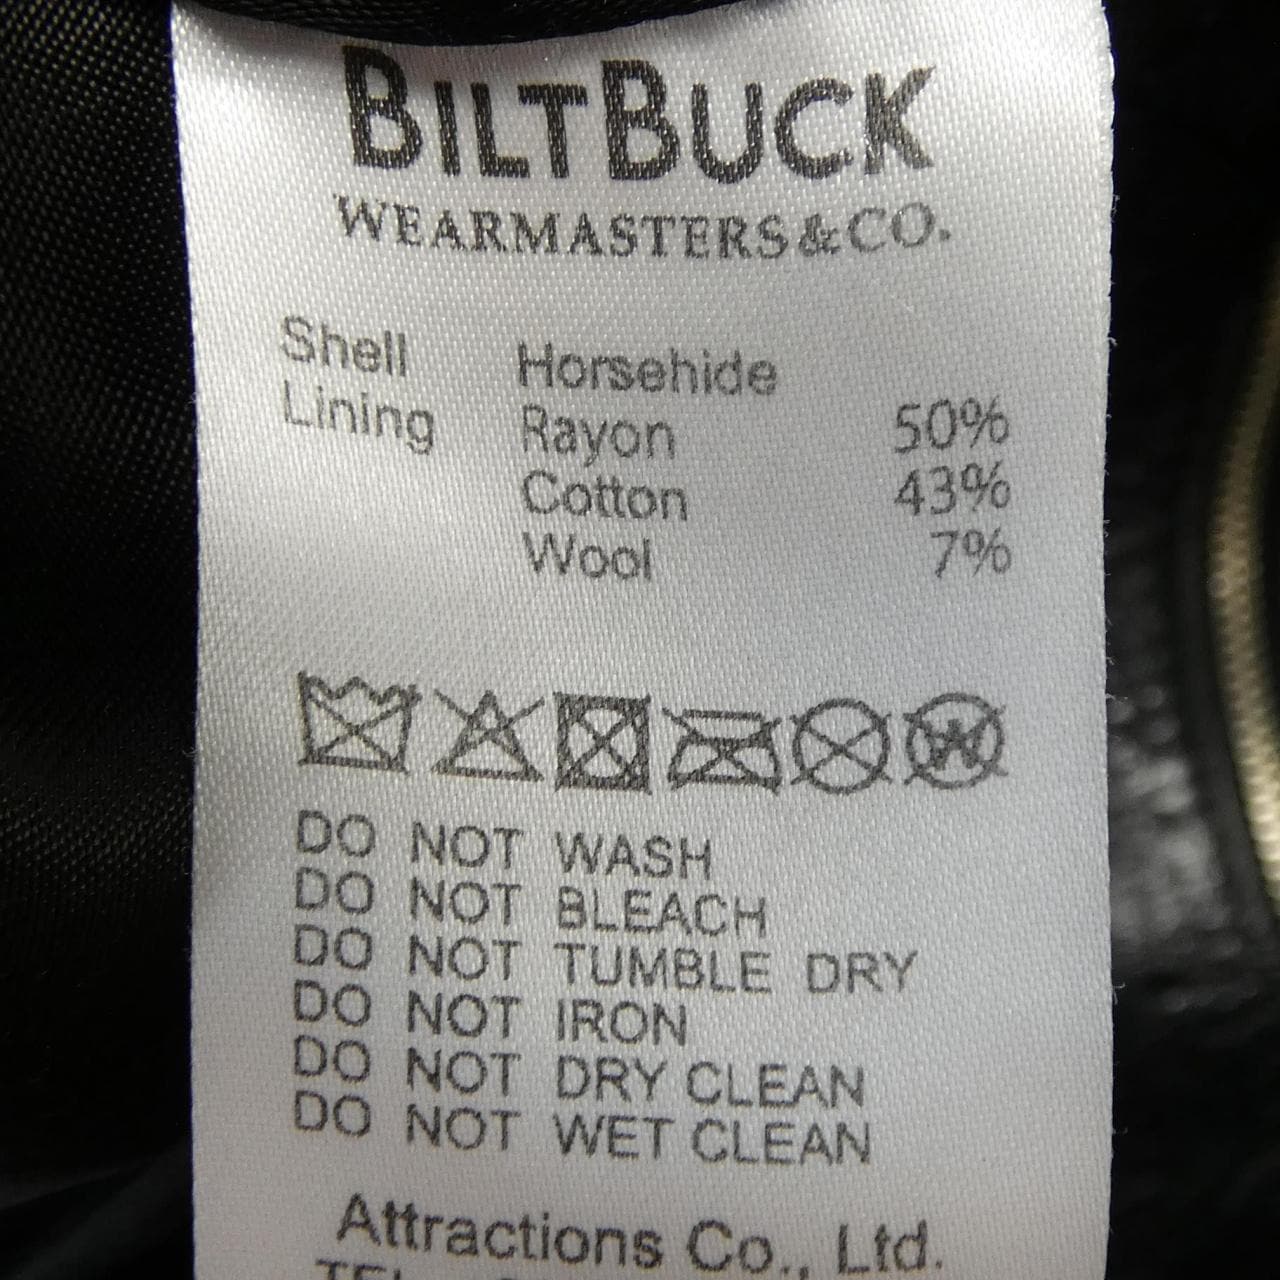 BILTBUCK
WEARMASTERS&CO.
Shell Horsehide
Lining Rayon 50%
Cotton 43%
Wool 7%
W
DO NOT WASH
DO NOT BLEACH
DO NOT TUMBLE DRY
DO NOT IRON
DO NOT DRY CLEAN
DO NOT WET CLEAN
Attractions Co., Ltd.